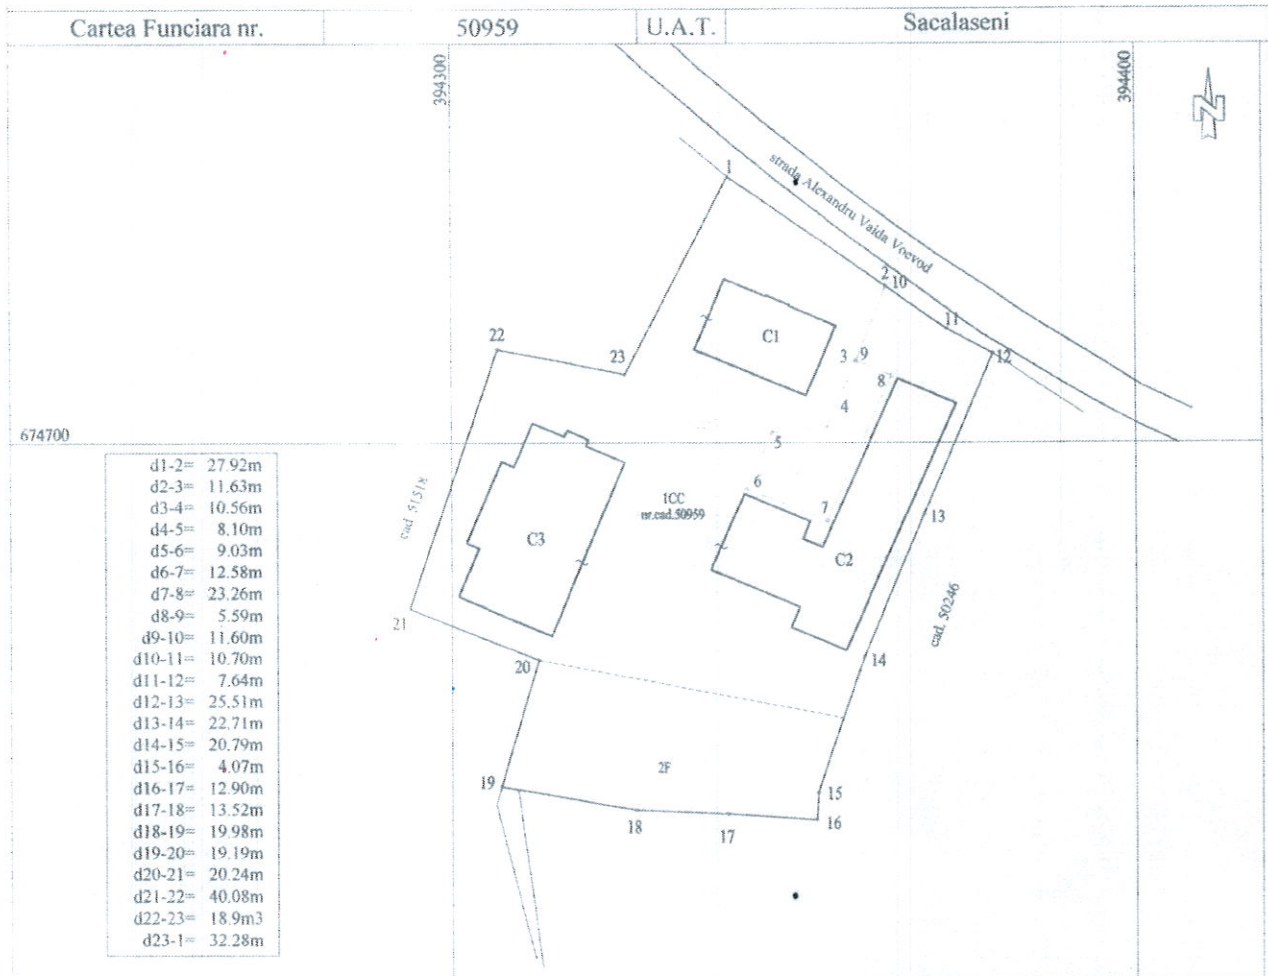 Cartea Funciara nr. 50959 U.A.T. Sacalaseni
394300
394400
N
strada Alexandru Vaida Voevod
1
2
10
11
12
22
23
C1
3
9
8
4
674700
5
6
7
13
1CC
nr.cad.50959
cad. 51518
C3
C2
cad. 50246
21
20
14
2F
19
18
17
15
16
d1-2= 27.92m
d2-3= 11.63m
d3-4= 10.56m
d4-5= 8.10m
d5-6= 9.03m
d6-7= 12.58m
d7-8= 23.26m
d8-9= 5.59m
d9-10= 11.60m
d10-11= 10.70m
d11-12= 7.64m
d12-13= 25.51m
d13-14= 22.71m
d14-15= 20.79m
d15-16= 4.07m
d16-17= 12.90m
d17-18= 13.52m
d18-19= 19.98m
d19-20= 19.19m
d20-21= 20.24m
d21-22= 40.08m
d22-23= 18.9m3
d23-1= 32.28m